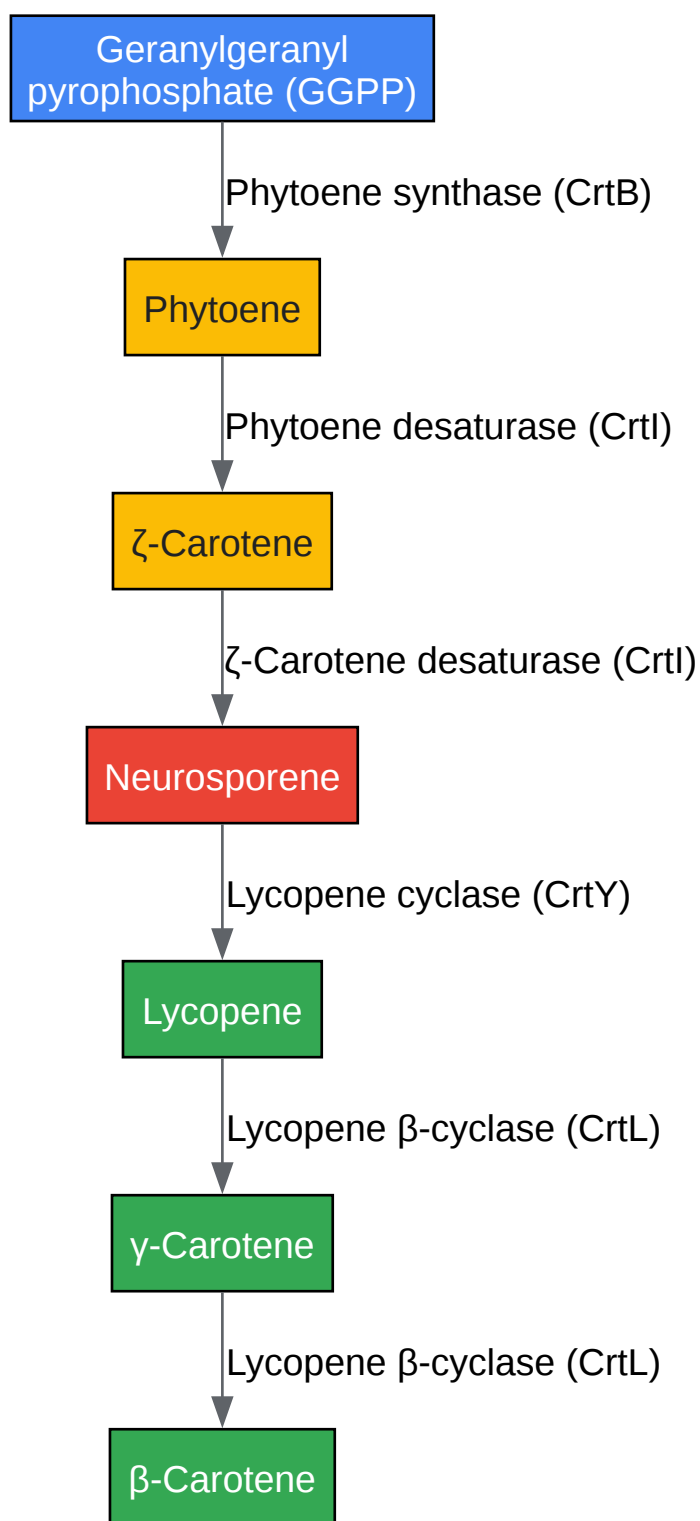 Geranylgeranyl
pyrophosphate (GGPP)
Phytoene synthase (CrtB)
Phytoene
Phytoene desaturase (CrtI)
ζ-Carotene
ζ-Carotene desaturase (CrtI)
Neurosporene
Lycopene cyclase (CrtY)
Lycopene
Lycopene β-cyclase (CrtL)
γ-Carotene
Lycopene β-cyclase (CrtL)
β-Carotene